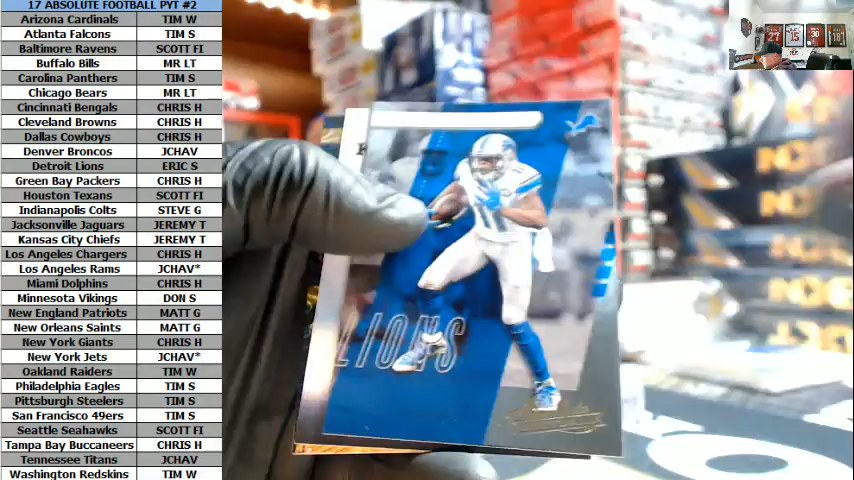 17 ABSOLUTE FOOTBALL PYT #2
Arizona Cardinals TIM W
Atlanta Falcons TIM S
Baltimore Ravens SCOTT FI
Buffalo Bills MR LT
Carolina Panthers TIM S
Chicago Bears MR LT
Cincinnati Bengals CHRIS H
Cleveland Browns CHRIS H
Dallas Cowboys CHRIS H
Denver Broncos JCHAV
Detroit Lions ERIC S
Green Bay Packers CHRIS H
Houston Texans SCOTT FI
Indianapolis Colts STEVE G
Jacksonville Jaguars JEREMY T
Kansas City Chiefs JEREMY T
Los Angeles Chargers CHRIS H
Los Angeles Rams JCHAV*
Miami Dolphins CHRIS H
Minnesota Vikings DON S
New England Patriots MATT G
New Orleans Saints MATT G
New York Giants CHRIS H
New York Jets JCHAV*
Oakland Raiders TIM W
Philadelphia Eagles TIM S
Pittsburgh Steelers TIM S
San Francisco 49ers TIM S
Seattle Seahawks SCOTT FI
Tampa Bay Buccaneers CHRIS H
Tennessee Titans JCHAV
Washington Redskins TIM W
LIONS
27 15 30